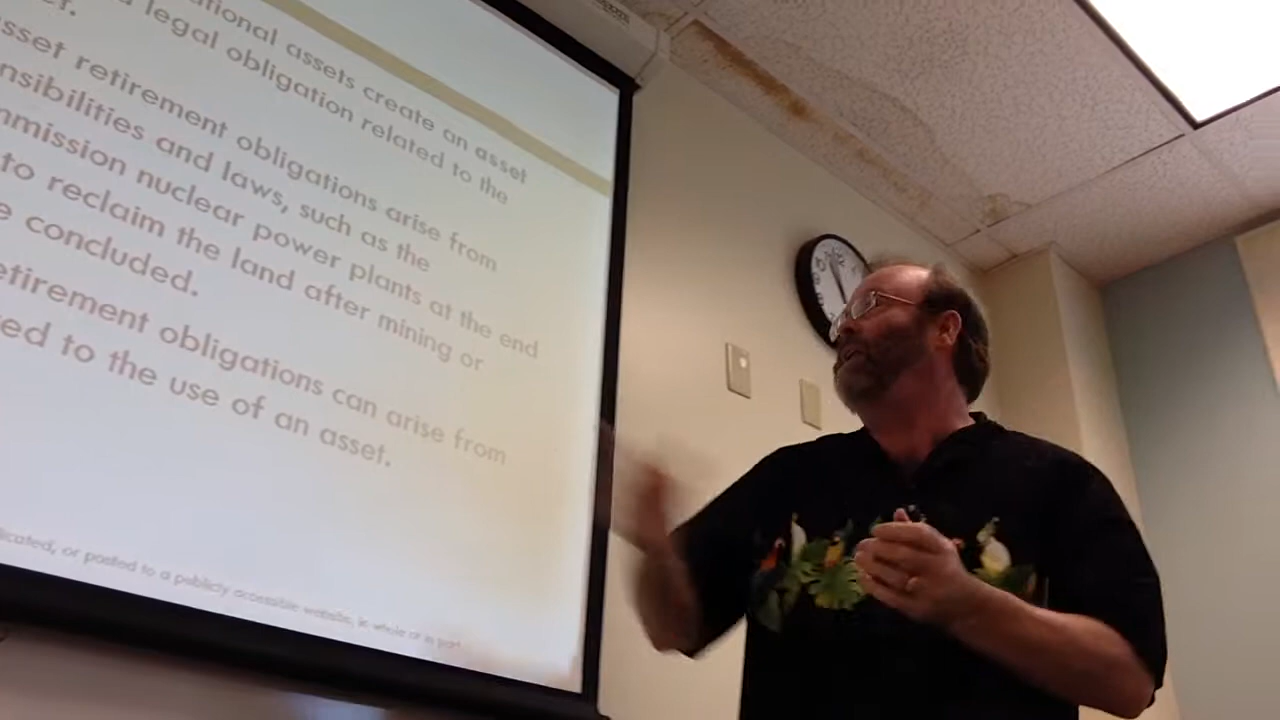 ational assets create an asset
legal obligation related to the
ef.
sset retirement obligations arise from
nsibilities and laws, such as the
mmission nuclear power plants at the end
to reclaim the land after mining or
e concluded.
etirement obligations can arise from
ed to the use of an asset.
licated, or posted to a publicly accessible website, in whole or in part.